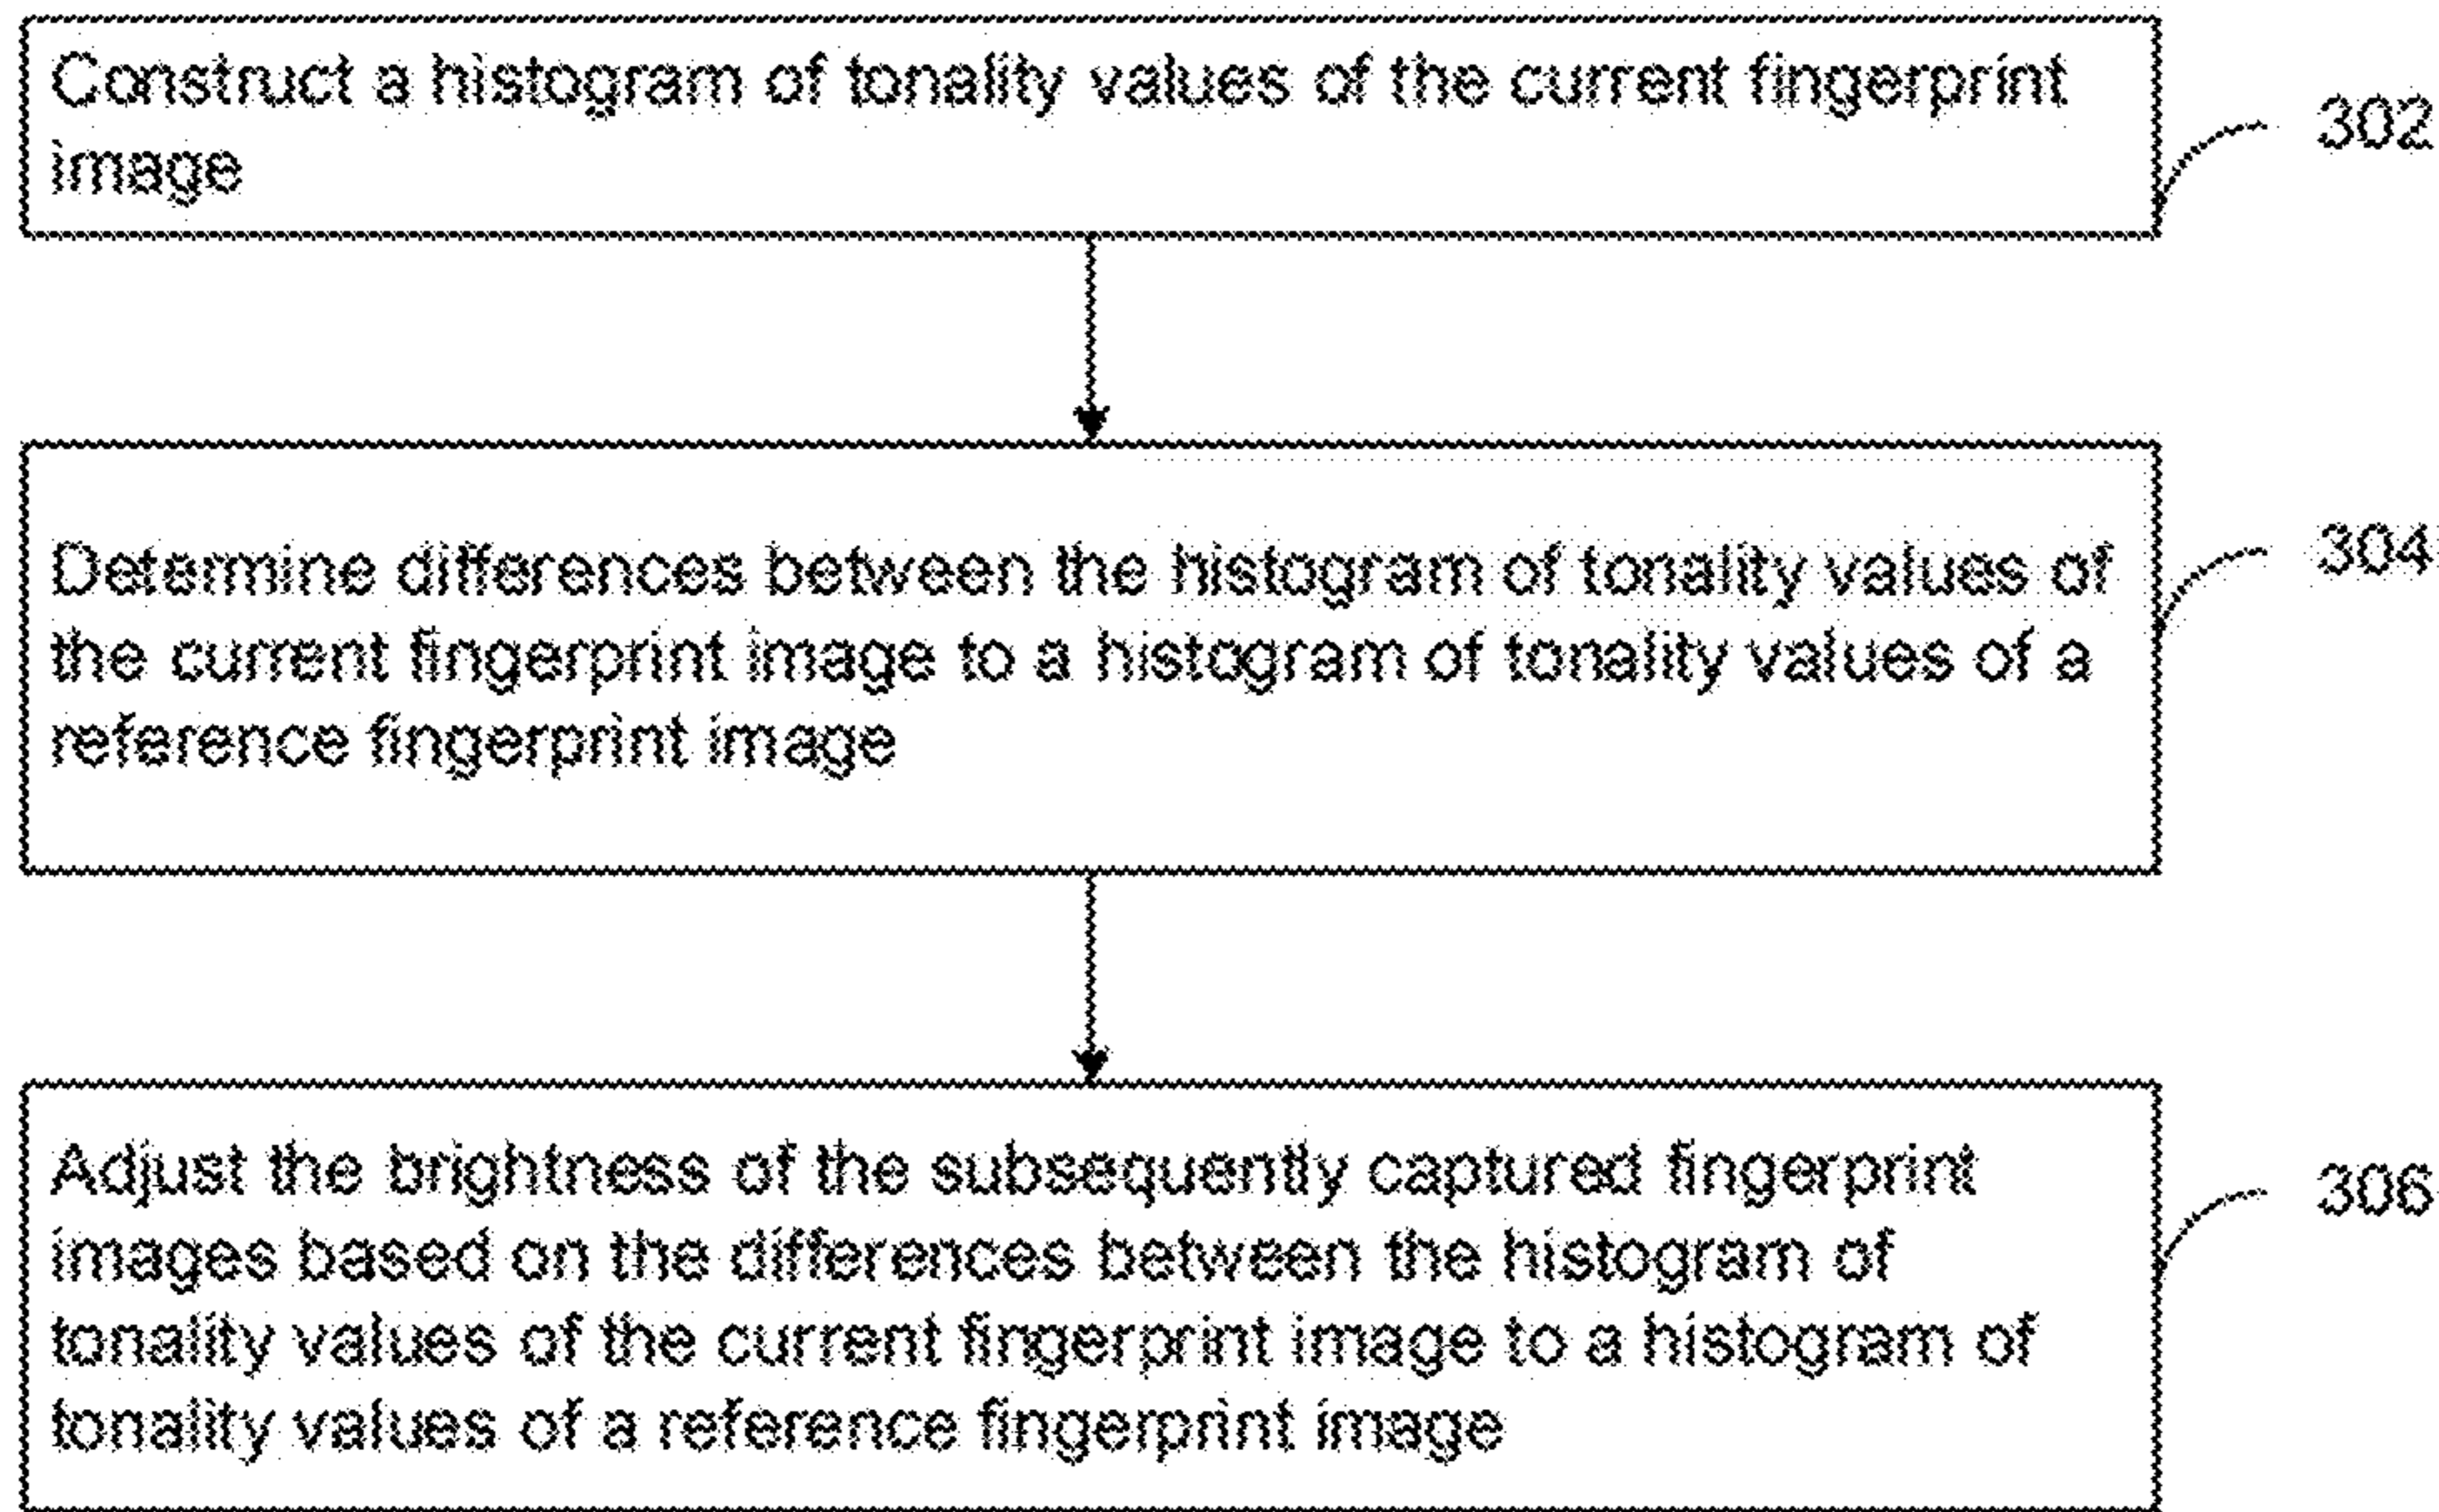 Construct a histogram of tonality values of the current fingerprint
image
302
Determine differences between the histogram of tonality values of
the current fingerprint image to a histogram of tonality values of a
reference fingerprint image
304
Adjust the brightness of the subsequently captured fingerprint
images based on the differences between the histogram of
tonality values of the current fingerprint image to a histogram of
tonality values of a reference fingerprint image
306